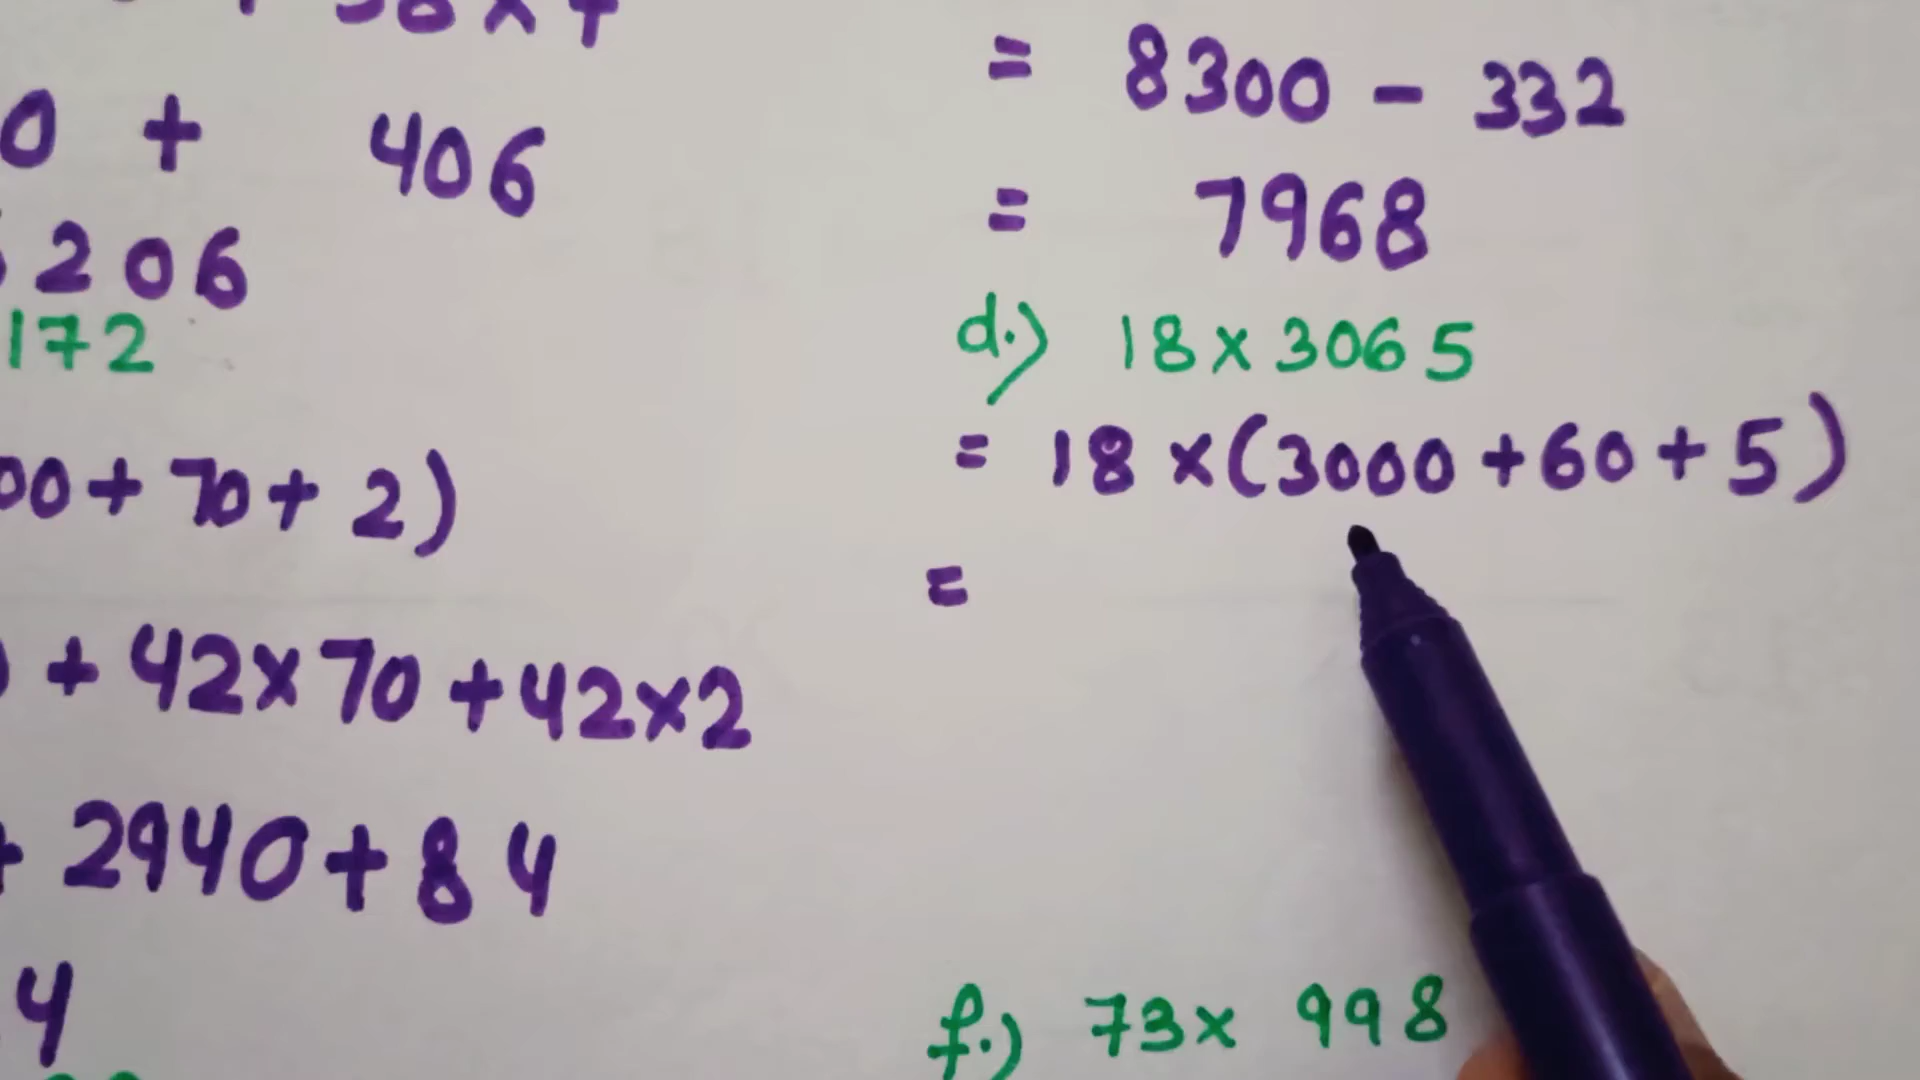 0 + 406
206
172
00 + 70 + 2)
+ 42 x 70 + 42 x 2
+ 2940 + 84
4
= 8300 - 332
= 7968
d.) 18 x 3065
= 18 x (3000 + 60 + 5)
=
f.) 73 x 998